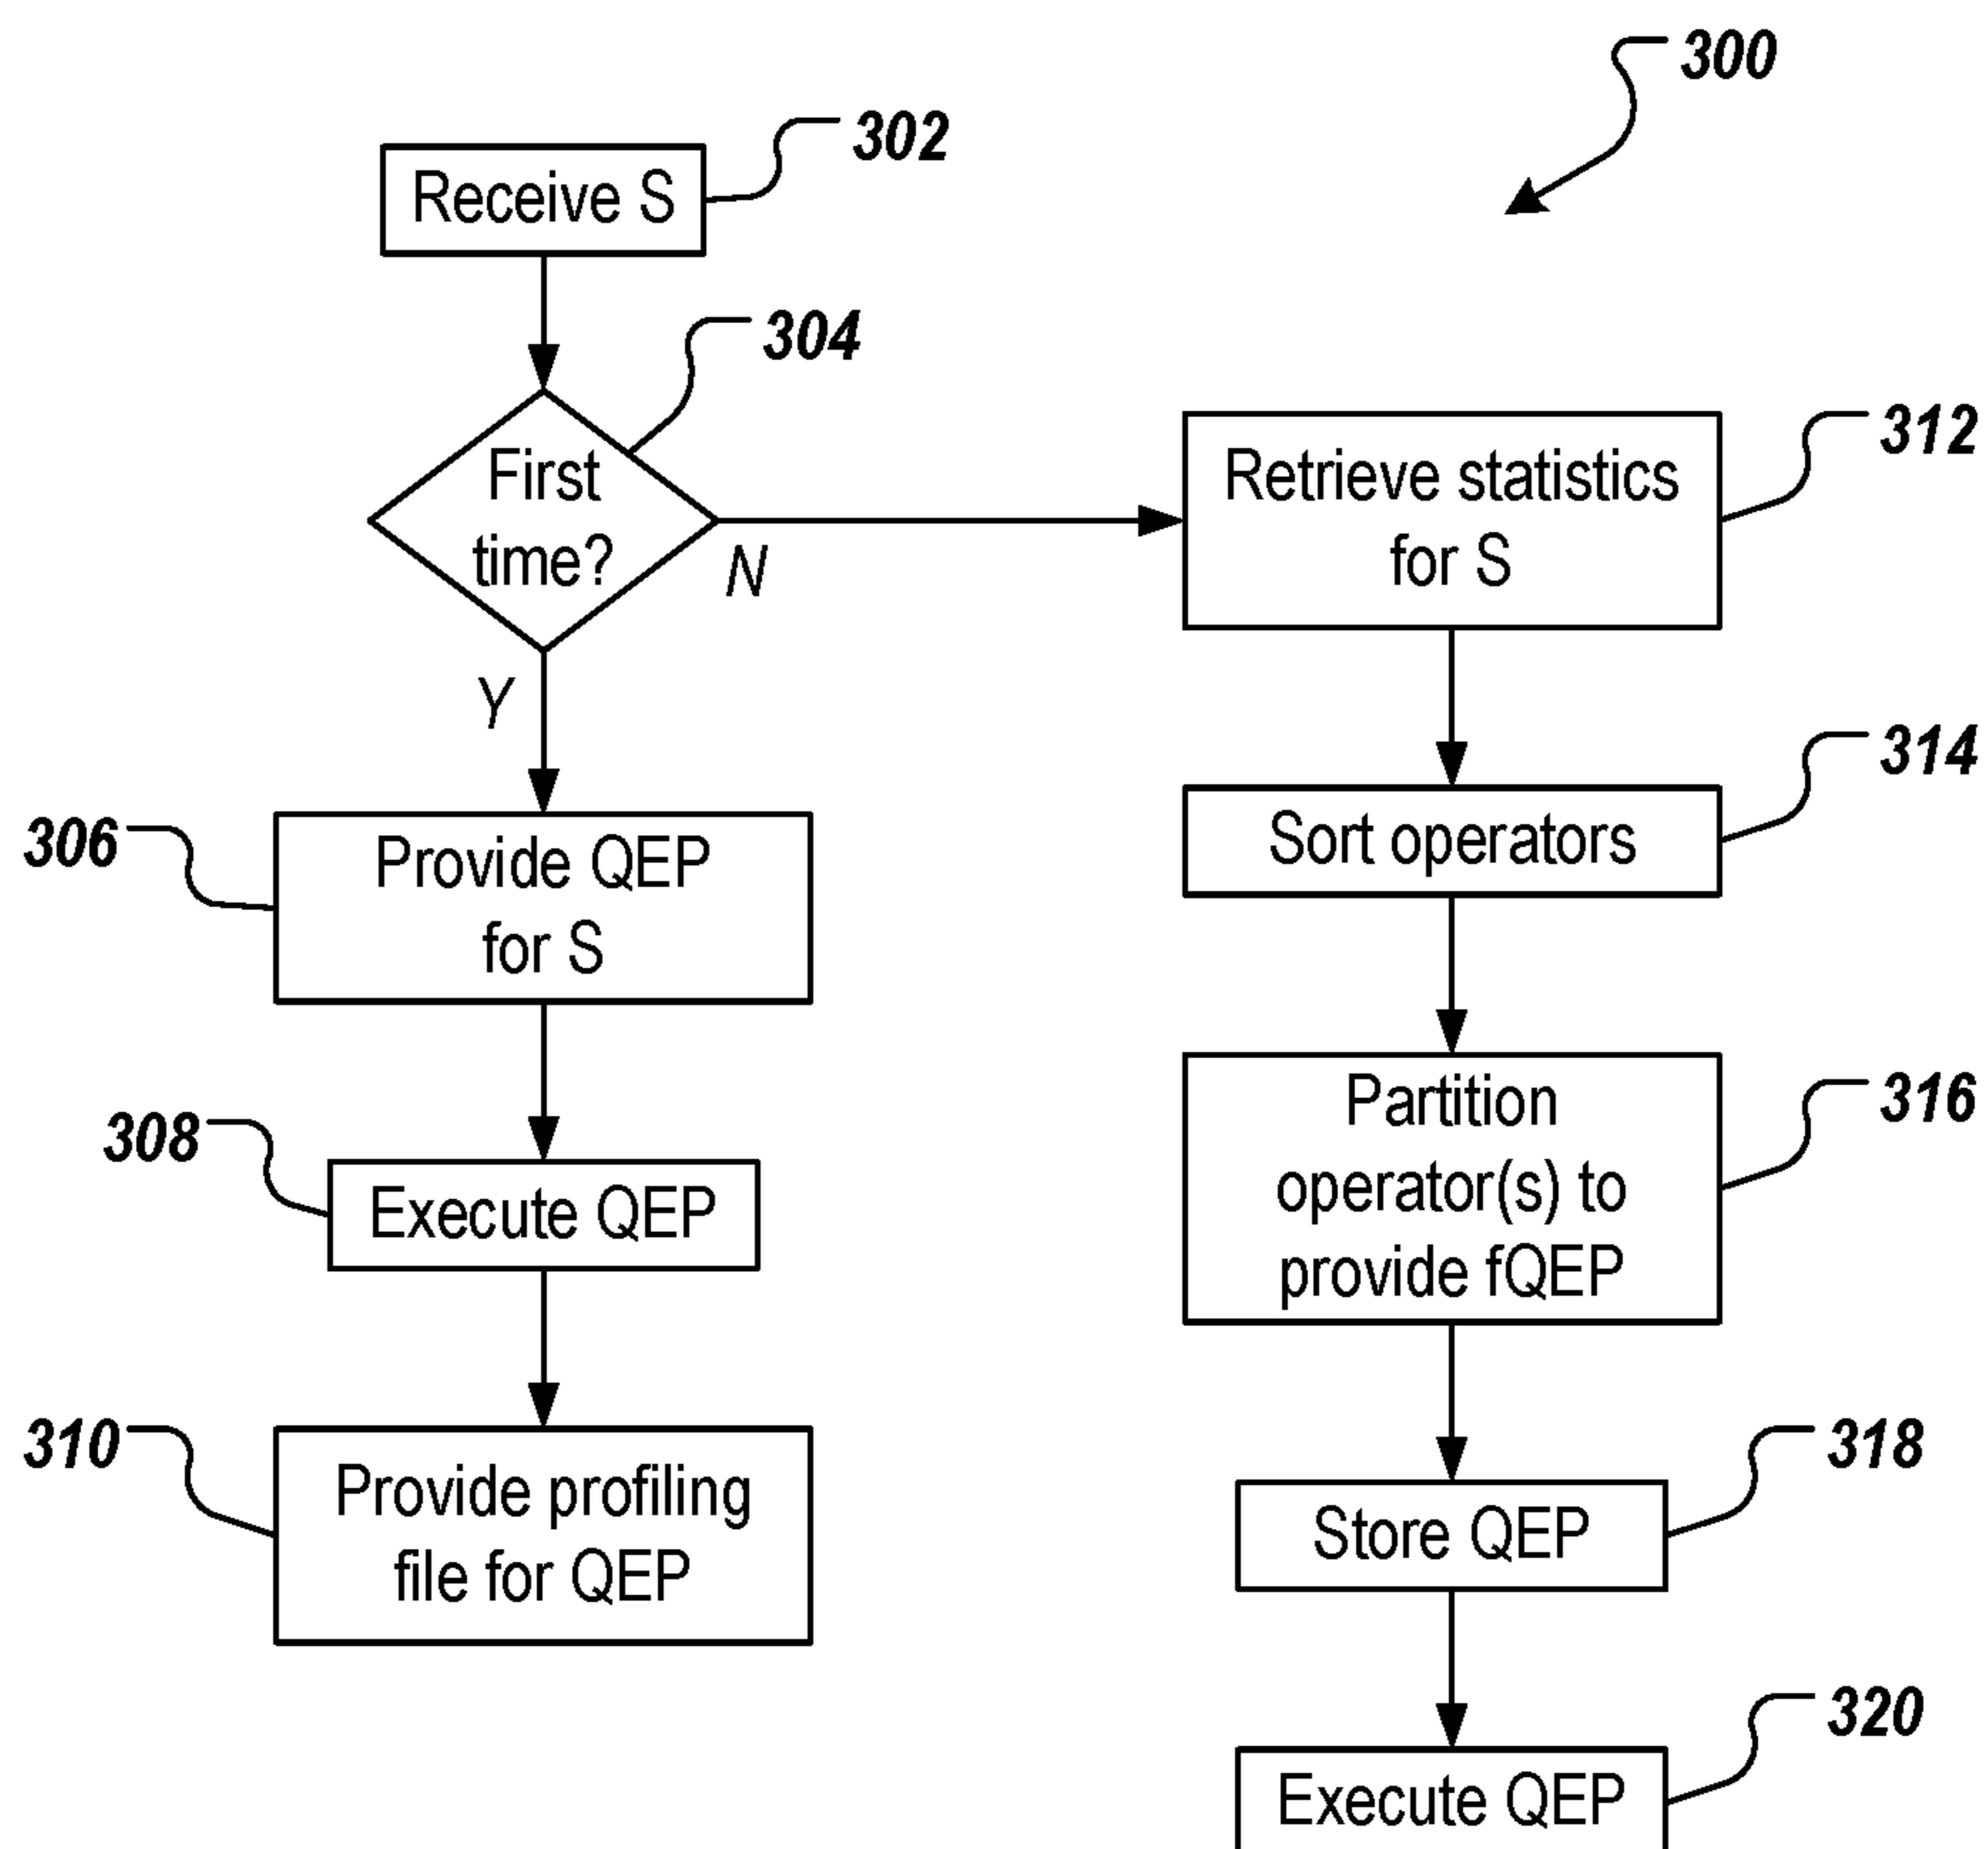 300
302
Receive S
304
First
time?
N
Y
306
Provide QEP
for S
308
Execute QEP
310
Provide profiling
file for QEP
312
Retrieve statistics
for S
314
Sort operators
316
Partition
operator(s) to
provide fQEP
318
Store QEP
320
Execute QEP